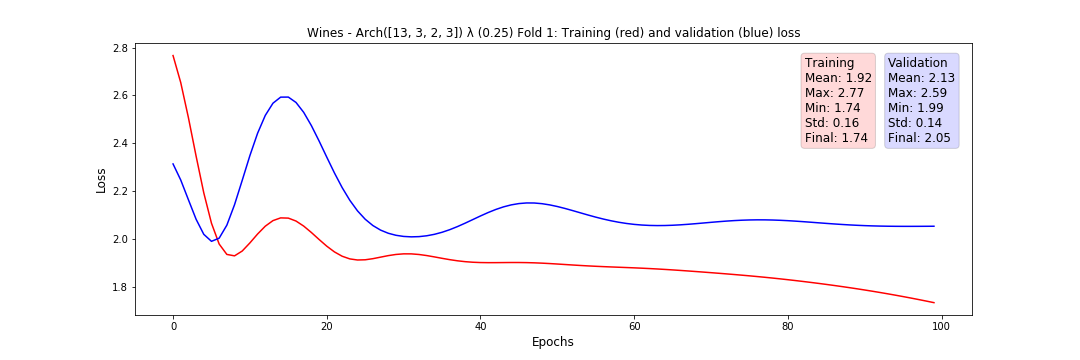 Wines - Arch([13, 3, 2, 3]) λ (0.25) Fold 1: Training (red) and validation (blue) loss
Training
Mean: 1.92
Max: 2.77
Min: 1.74
Std: 0.16
Final: 1.74
Validation
Mean: 2.13
Max: 2.59
Min: 1.99
Std: 0.14
Final: 2.05
Loss
2.8
2.6
2.4
2.2
2.0
1.8
0
20
40
60
80
100
Epochs